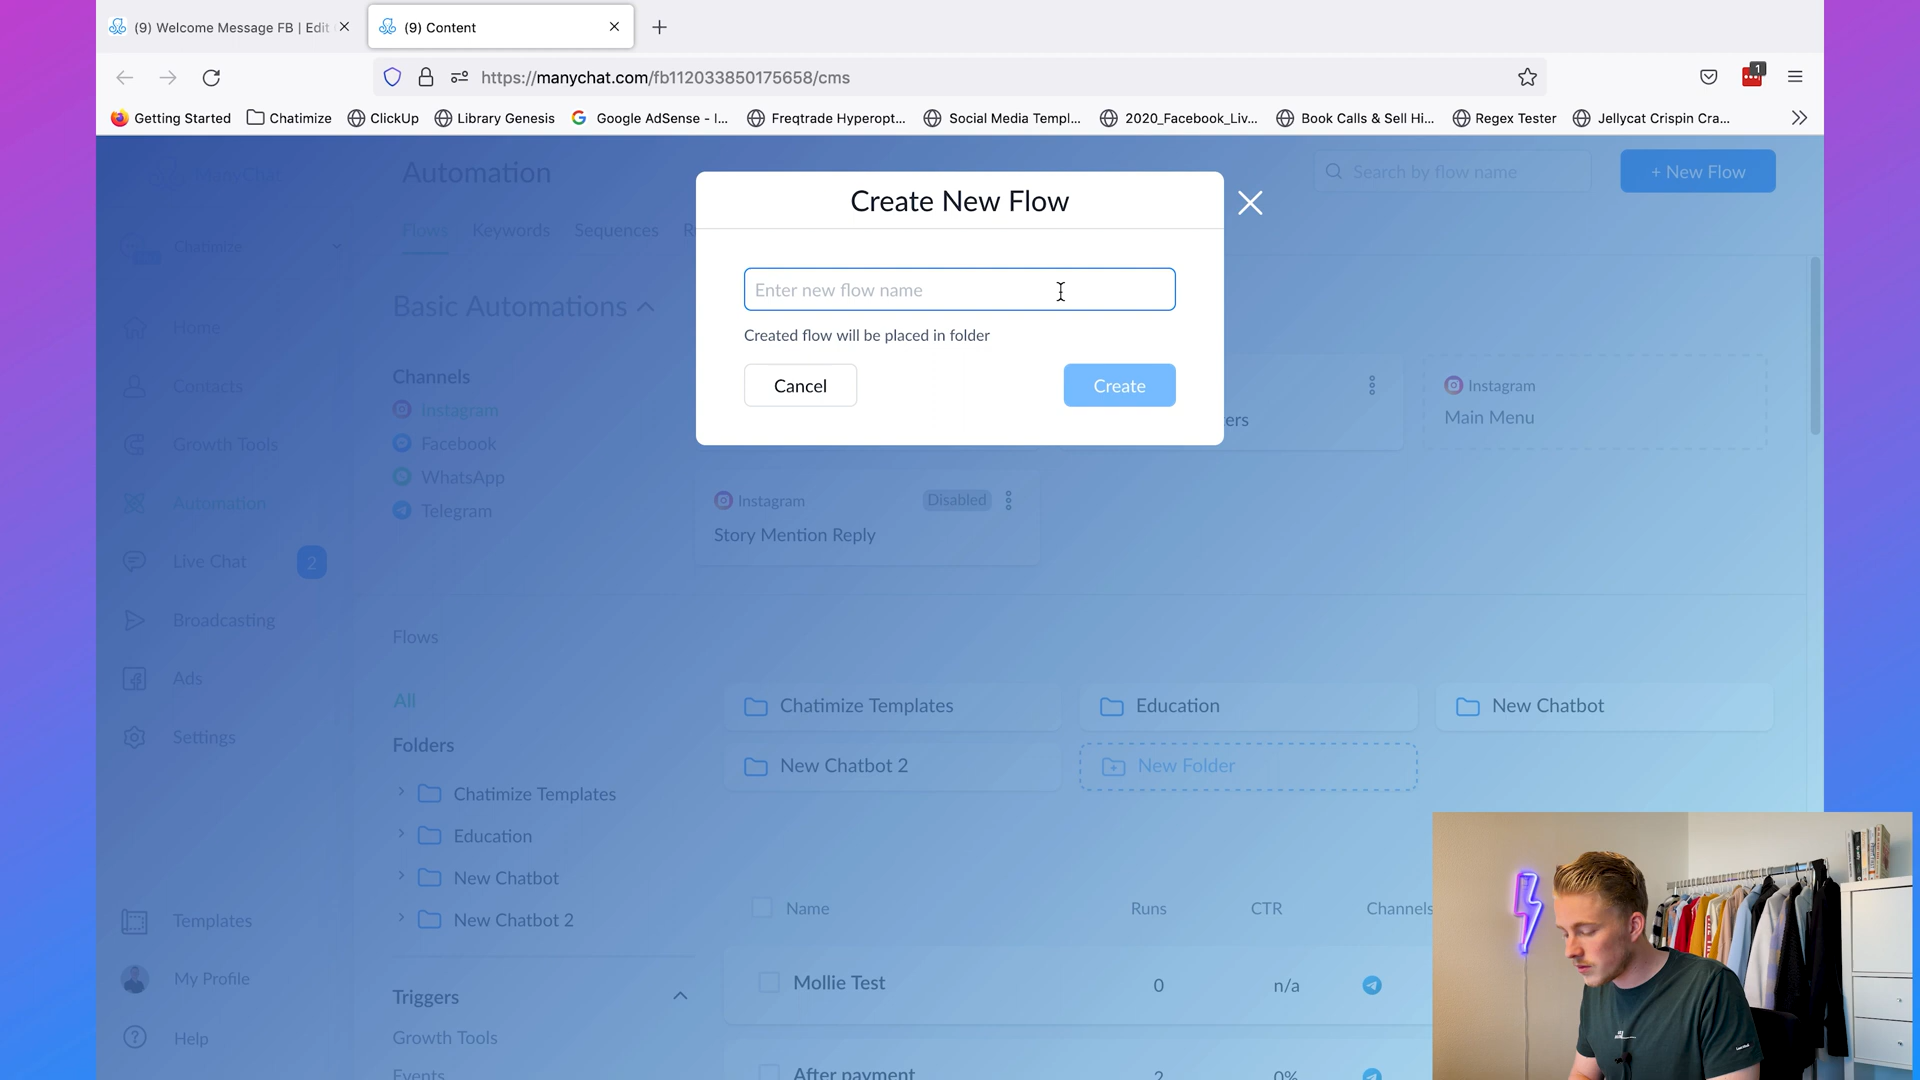 (9) Welcome Message FB | Edit
(9) Content
https://manychat.com/fb112033850175658/cms
1
Getting Started
Chatimize
ClickUp
Library Genesis
Google AdSense - I...
Freqtrade Hyperopt...
Social Media Templ...
2020_Facebook_Liv...
Book Calls & Sell Hi...
Regex Tester
Jellycat Crispin Cra...
ManyChat
Chatimize
Home
Contacts
Growth Tools
Automation
Live Chat
2
Broadcasting
Ads
Settings
Templates
My Profile
Help
Automation
Search by flow name
+ New Flow
Flows
Keywords
Sequences
R
Basic Automations
Channels
Instagram
Facebook
WhatsApp
Telegram
Create New Flow
Enter new flow name
Created flow will be placed in folder
Cancel
Create
ers
Instagram
Main Menu
Instagram
Disabled
Story Mention Reply
Flows
All
Folders
Chatimize Templates
Education
New Chatbot
New Chatbot 2
Chatimize Templates
Education
New Chatbot
New Chatbot 2
New Folder
Triggers
Growth Tools
Events
Name
Runs
CTR
Channels
Mollie Test
0
n/a
After payment
2
0%